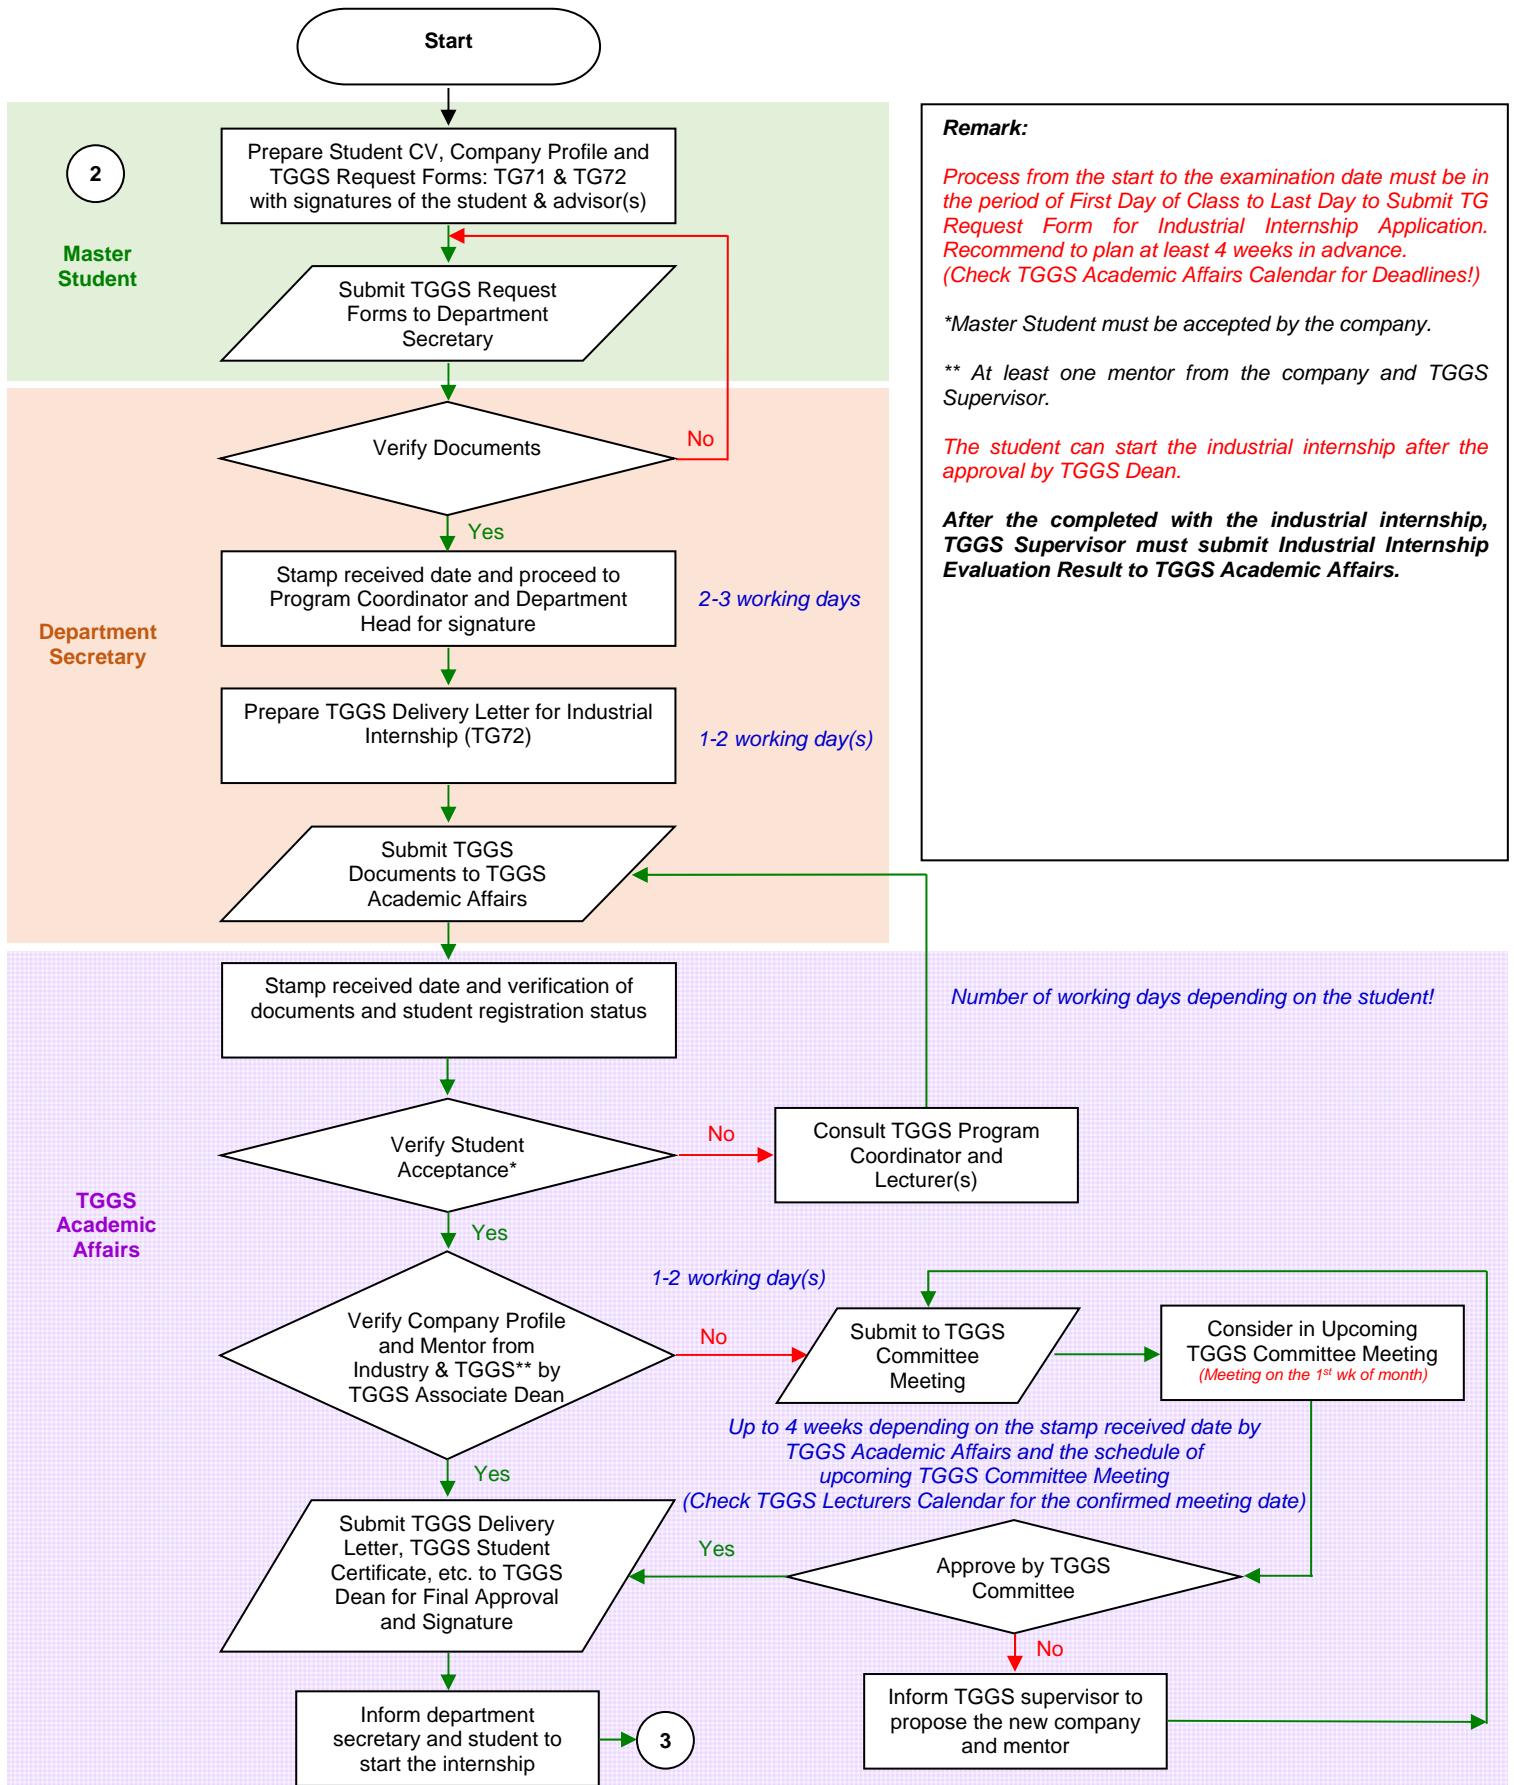 Start
2
Master
Student
Prepare Student CV, Company Profile and
TGGS Request Forms: TG71 & TG72
with signatures of the student & advisor(s)
Submit TGGS Request
Forms to Department
Secretary
Remark:
Process from the start to the examination date must be in
the period of First Day of Class to Last Day to Submit TG
Request Form for Industrial Internship Application.
Recommend to plan at least 4 weeks in advance.
(Check TGGS Academic Affairs Calendar for Deadlines!)
*Master Student must be accepted by the company.
** At least one mentor from the company and TGGS
Supervisor.
The student can start the industrial internship after the
approval by TGGS Dean.
After the completed with the industrial internship,
TGGS Supervisor must submit Industrial Internship
Evaluation Result to TGGS Academic Affairs.
Department
Secretary
Verify Documents
No
Yes
Stamp received date and proceed to
Program Coordinator and Department
Head for signature
2-3 working days
Prepare TGGS Delivery Letter for Industrial
Internship (TG72)
1-2 working day(s)
Submit TGGS
Documents to TGGS
Academic Affairs
TGGS
Academic
Affairs
Stamp received date and verification of
documents and student registration status
Number of working days depending on the student!
Verify Student
Acceptance*
No
Consult TGGS Program
Coordinator and
Lecturer(s)
Yes
Verify Company Profile
and Mentor from
Industry & TGGS** by
TGGS Associate Dean
1-2 working day(s)
No
Submit to TGGS
Committee
Meeting
Consider in Upcoming
TGGS Committee Meeting
(Meeting on the 1st wk of month)
Up to 4 weeks depending on the stamp received date by
TGGS Academic Affairs and the schedule of
upcoming TGGS Committee Meeting
(Check TGGS Lecturers Calendar for the confirmed meeting date)
Yes
Submit TGGS Delivery
Letter, TGGS Student
Certificate, etc. to TGGS
Dean for Final Approval
and Signature
Yes
Approve by TGGS
Committee
No
Inform TGGS supervisor to
propose the new company
and mentor
Inform department
secretary and student to
start the internship
3